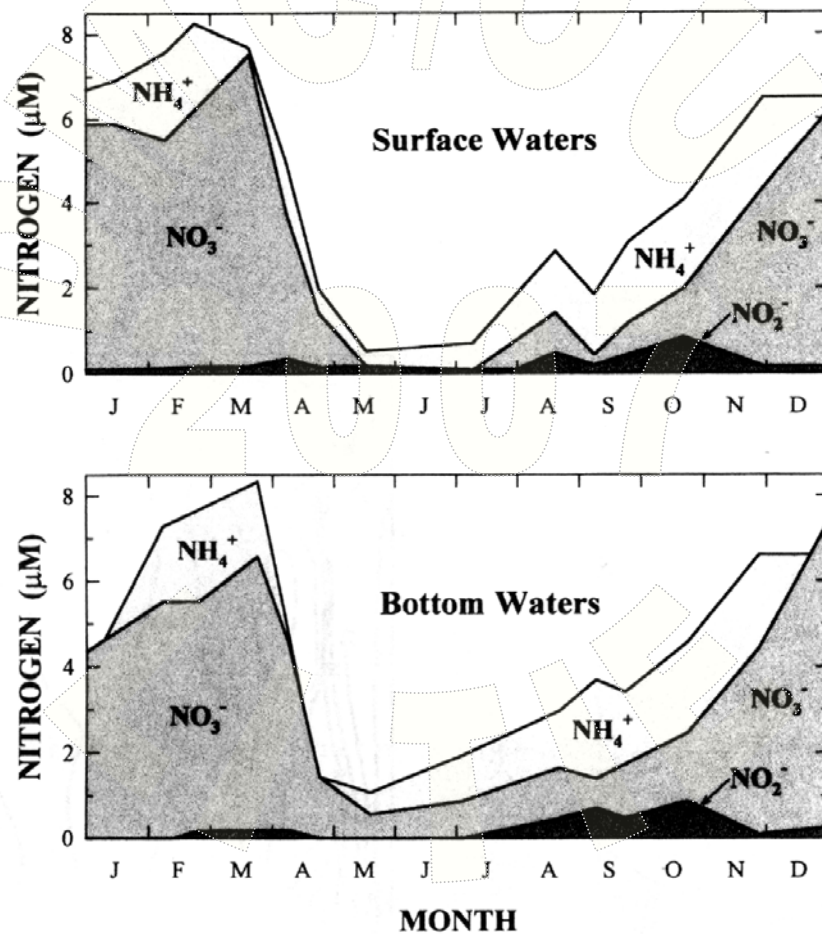 8
6
4
2
0
NITROGEN (μM)
NH₄⁺
Surface Waters
NO₃⁻
NO₃⁻
NH₄⁺
NO₂⁻
J F M A M J J A S O N D
2007
8
6
4
2
0
NITROGEN (μM)
NH₄⁺
Bottom Waters
NO₃⁻
NO₃⁻
NH₄⁺
NO₂⁻
J F M A M J J A S O N D
MONTH